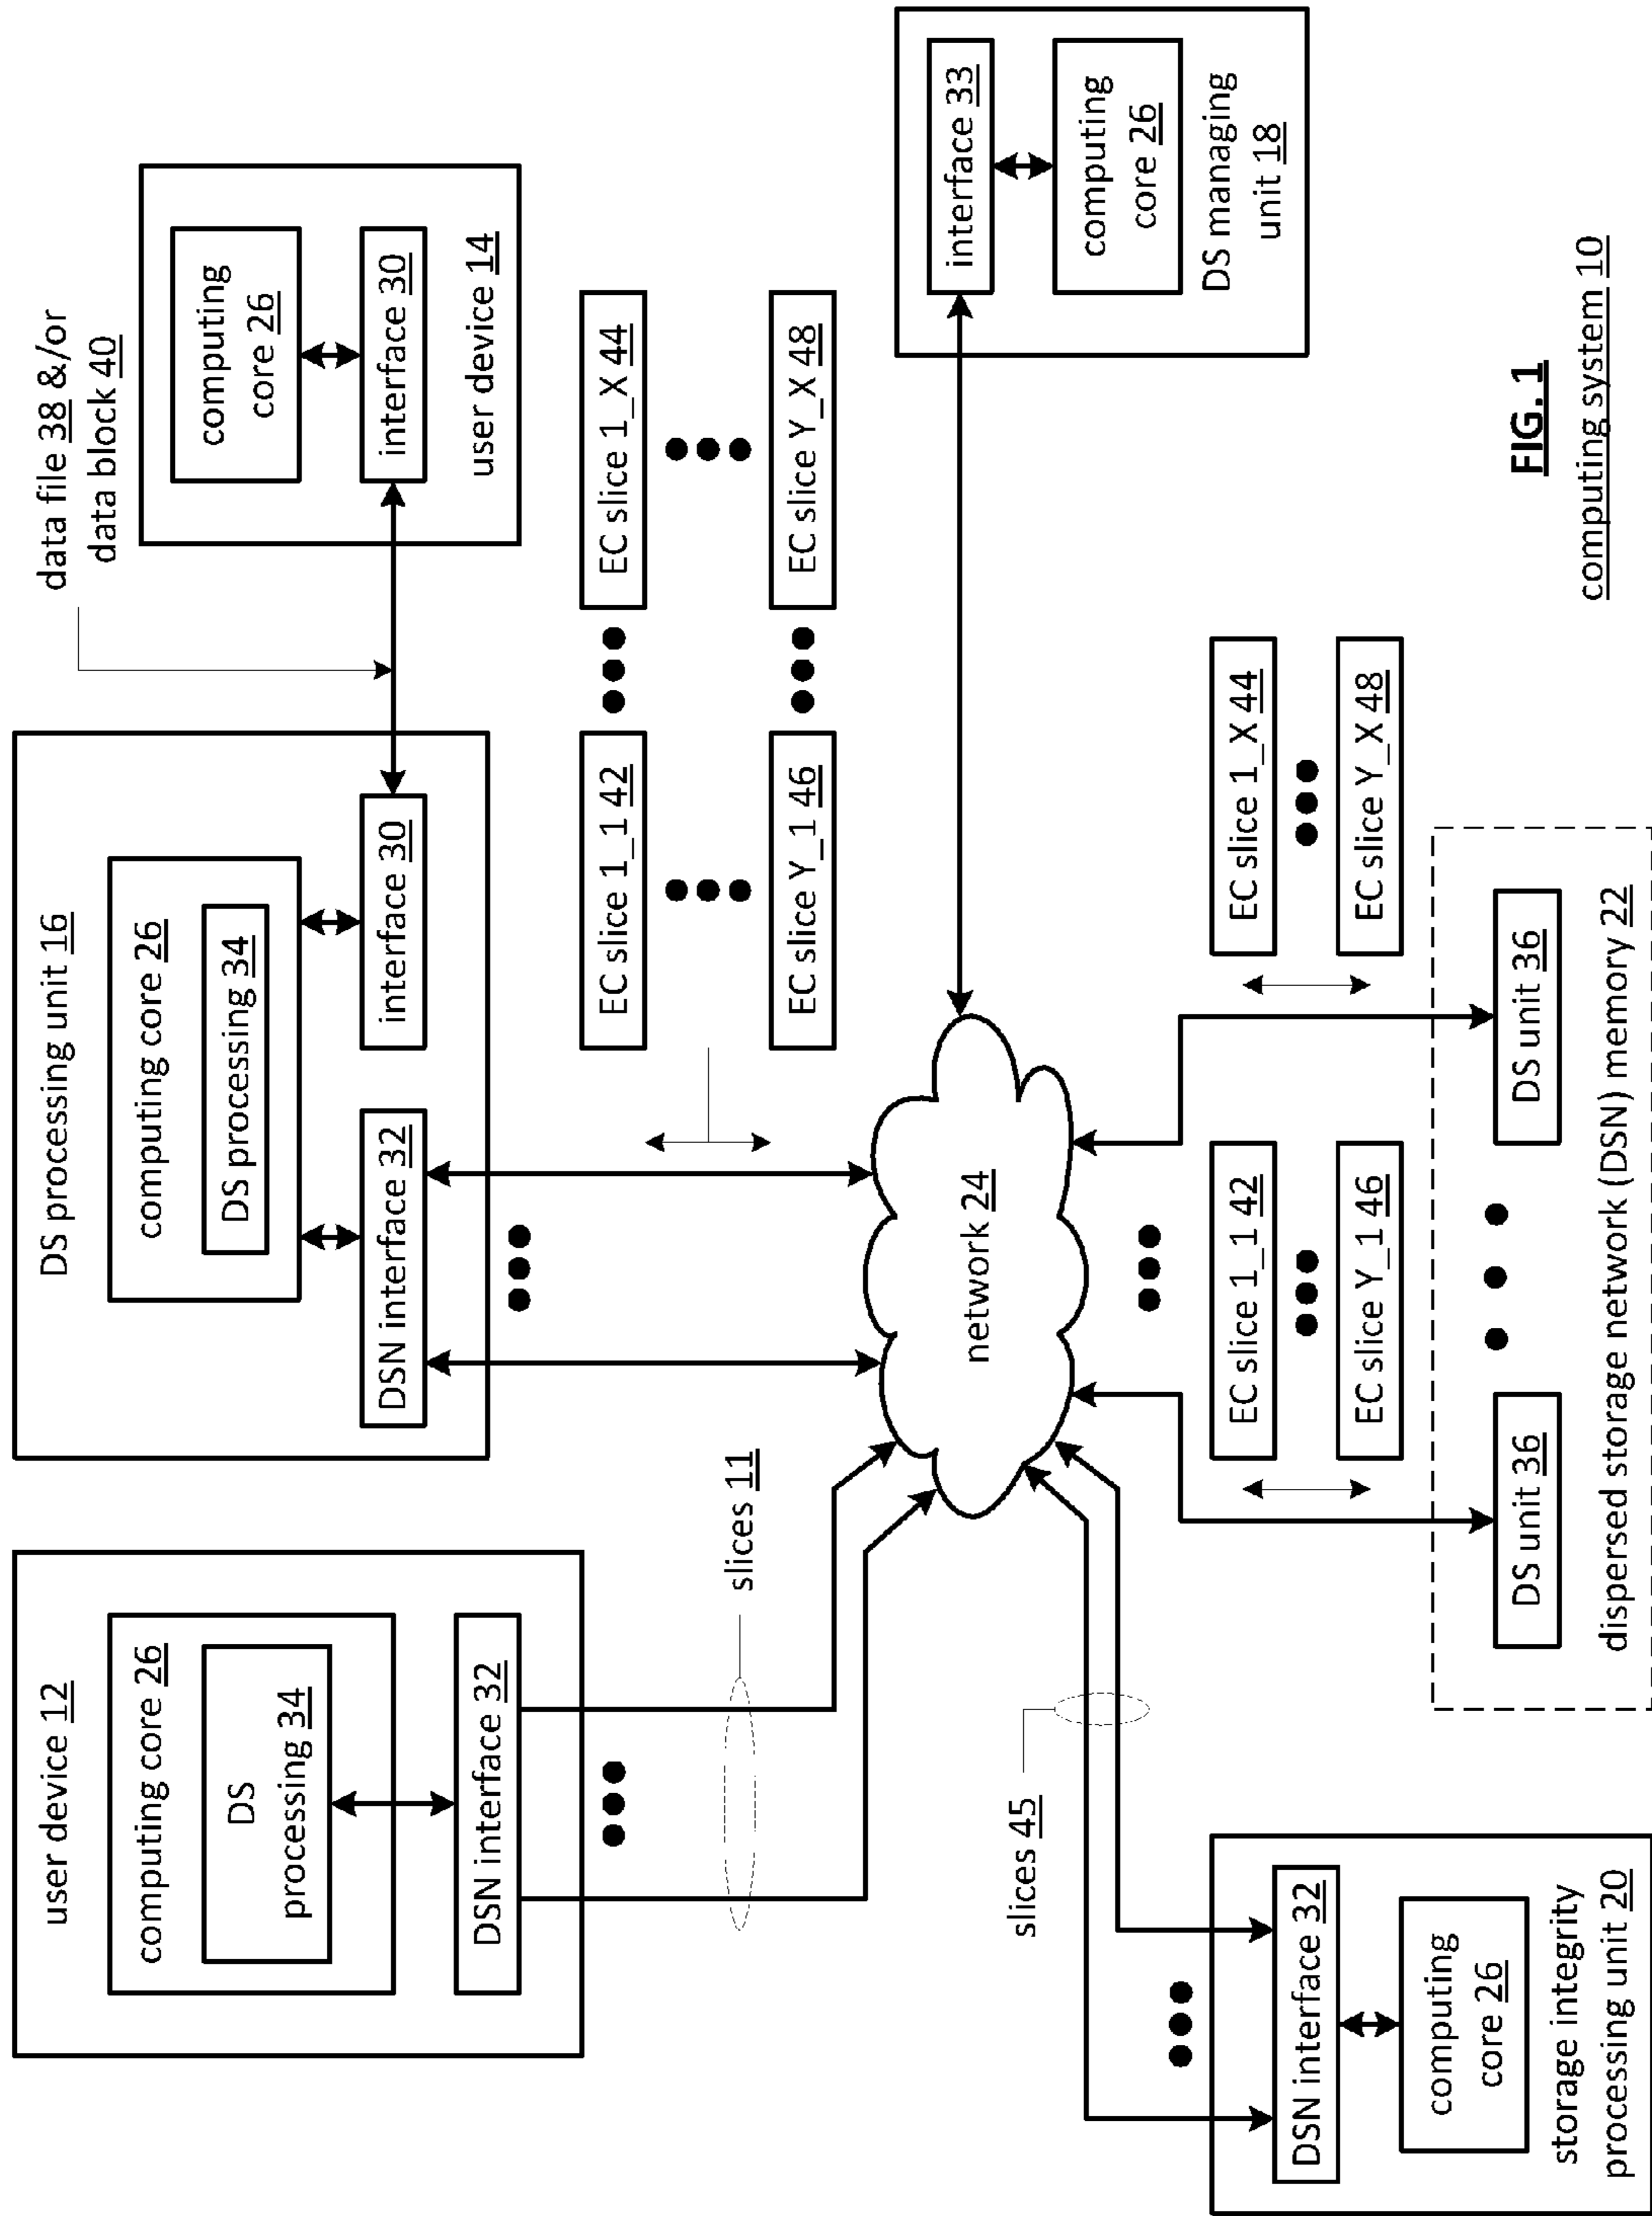 user device 12
computing core 26
DS
processing 34
DSN interface 32
slices 11
DS processing unit 16
computing core 26
DS processing 34
DSN interface 32
interface 30
data file 38 &/or
data block 40
computing
core 26
interface 30
user device 14
EC slice 1_1 42
EC slice 1_X 44
EC slice Y_1 46
EC slice Y_X 48
network 24
interface 33
computing
core 26
DS managing
unit 18
slices 45
DSN interface 32
computing
core 26
storage integrity
processing unit 20
EC slice 1_1 42
EC slice Y_1 46
EC slice 1_X 44
EC slice Y_X 48
DS unit 36
DS unit 36
dispersed storage network (DSN) memory 22
FIG. 1
computing system 10